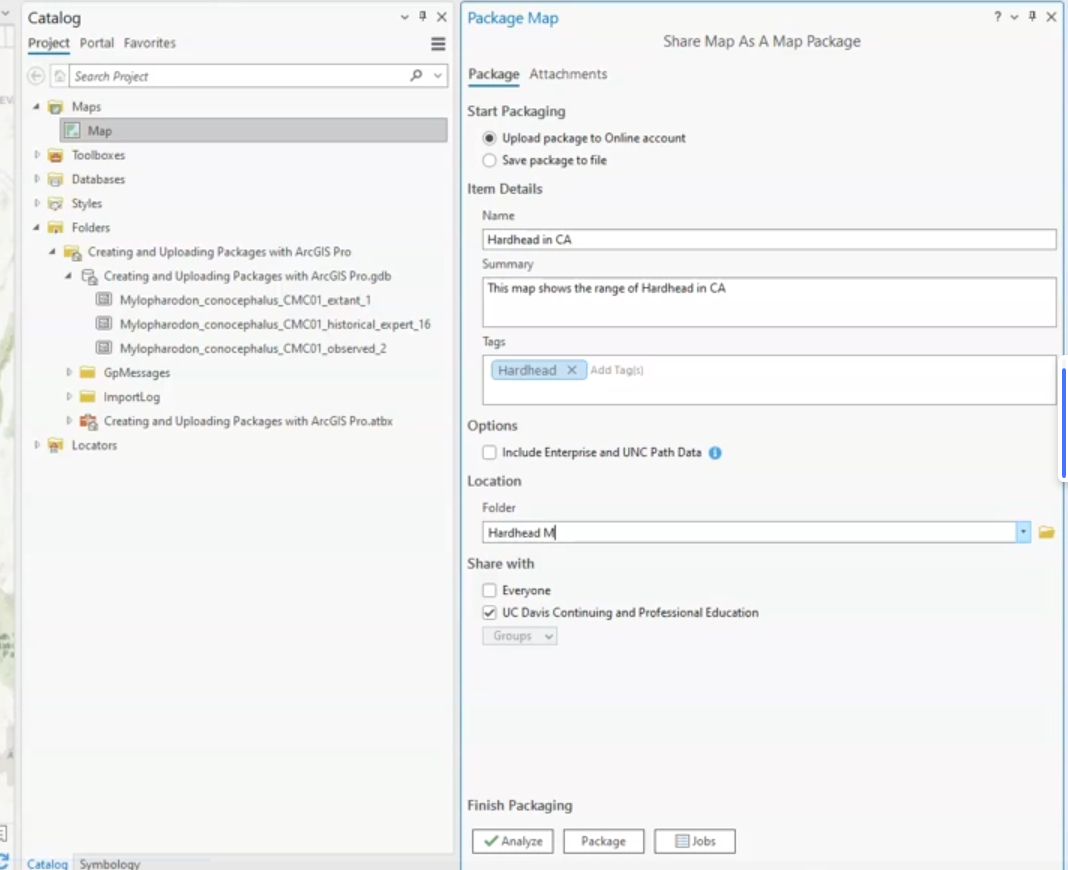 Catalog
Project Portal Favorites
Search Project
Maps
Map
Toolboxes
Databases
Styles
Folders
Creating and Uploading Packages with ArcGIS Pro
Creating and Uploading Packages with ArcGIS Pro.gdb
Mylopharodon_conocephalus_CMC01_extant_1
Mylopharodon_conocephalus_CMC01_historical_expert_16
Mylopharodon_conocephalus_CMC01_observed_2
GpMessages
ImportLog
Creating and Uploading Packages with ArcGIS Pro.atbx
Locators
Catalog Symbology
Package Map
?
Share Map As A Map Package
Package Attachments
Start Packaging
Upload package to Online account
Save package to file
Item Details
Name
Hardhead in CA
Summary
This map shows the range of Hardhead in CA
Tags
Hardhead Add Tag(s)
Options
Include Enterprise and UNC Path Data
Location
Folder
Hardhead M
Share with
Everyone
UC Davis Continuing and Professional Education
Groups
Finish Packaging
Analyze Package Jobs